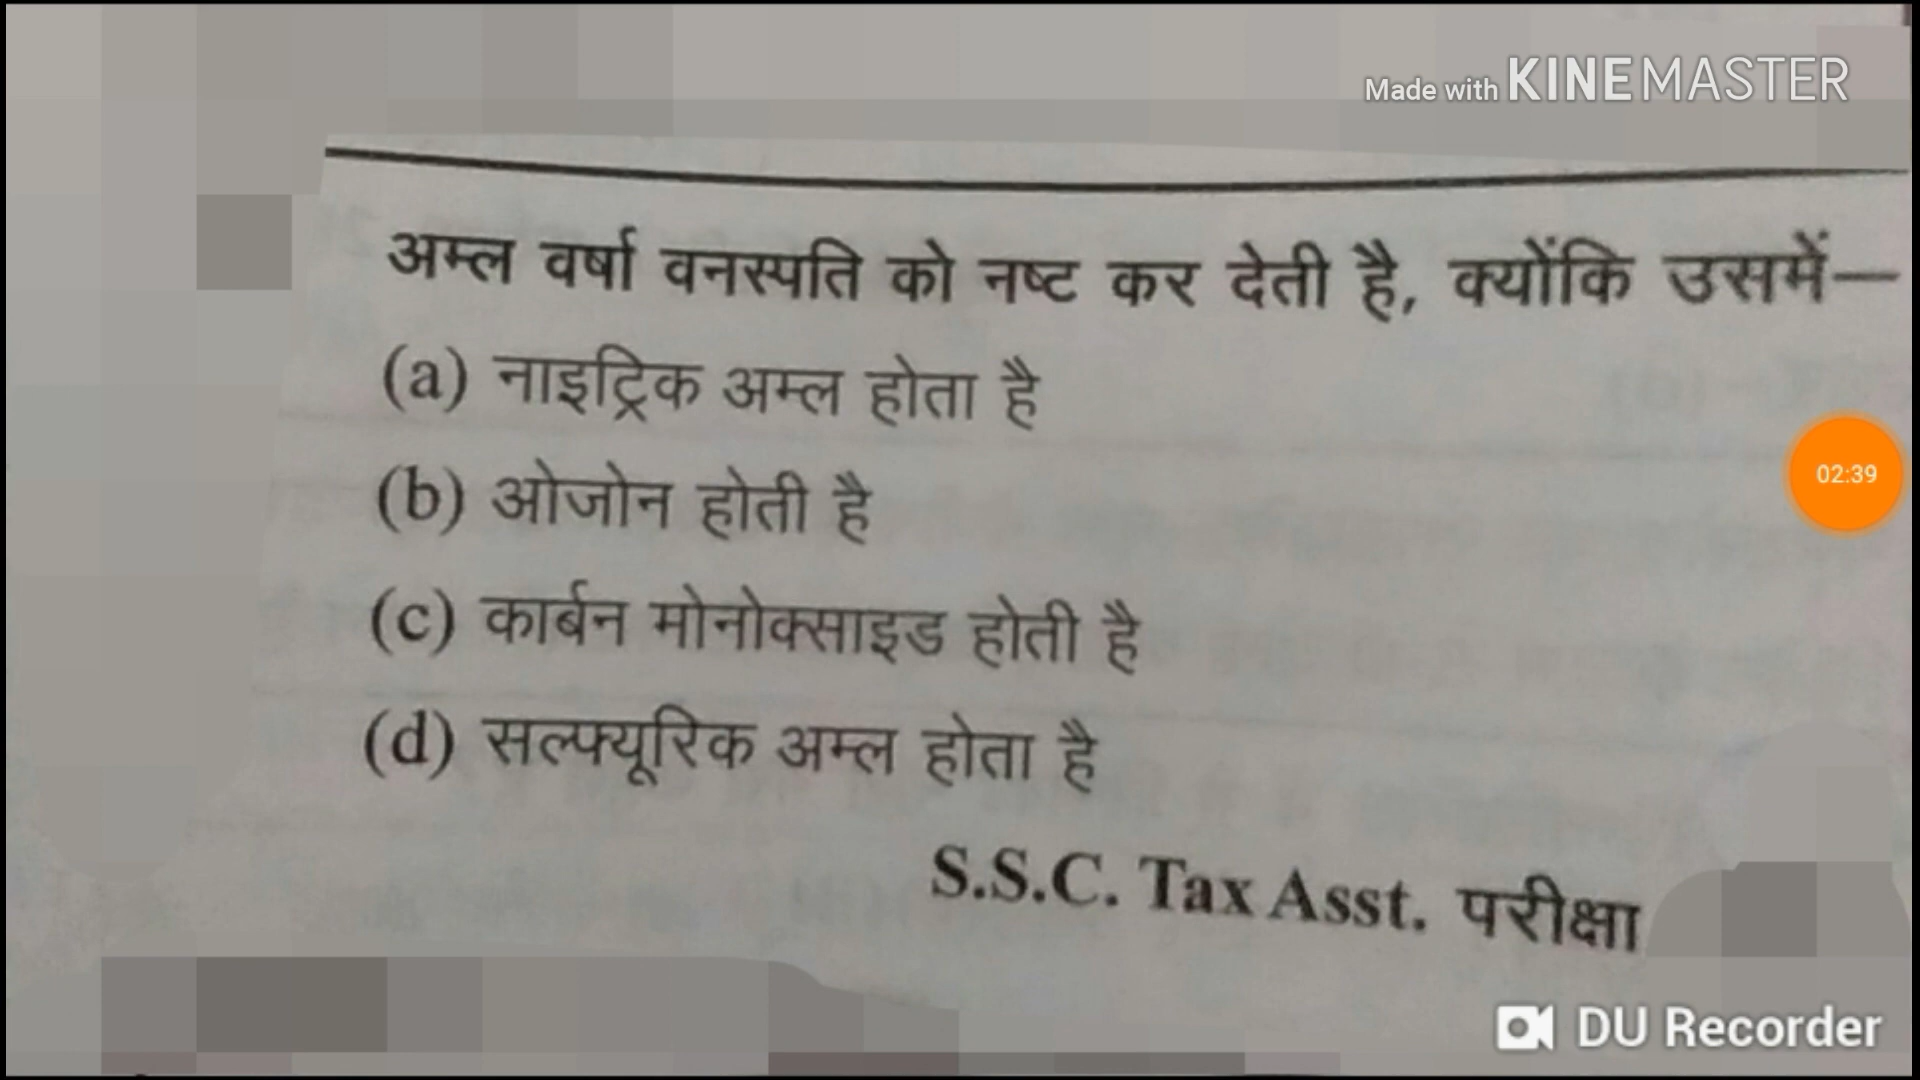 Made with KINEMASTER
अम्ल वर्षा वनस्पति को नष्ट कर देती है, क्योंकि उसमें—
(a) नाइट्रिक अम्ल होता है
(b) ओजोन होती है
02:39
(c) कार्बन मोनोक्साइड होती है
(d) सल्फ्यूरिक अम्ल होता है
S.S.C. Tax Asst. परीक्षा
DU Recorder